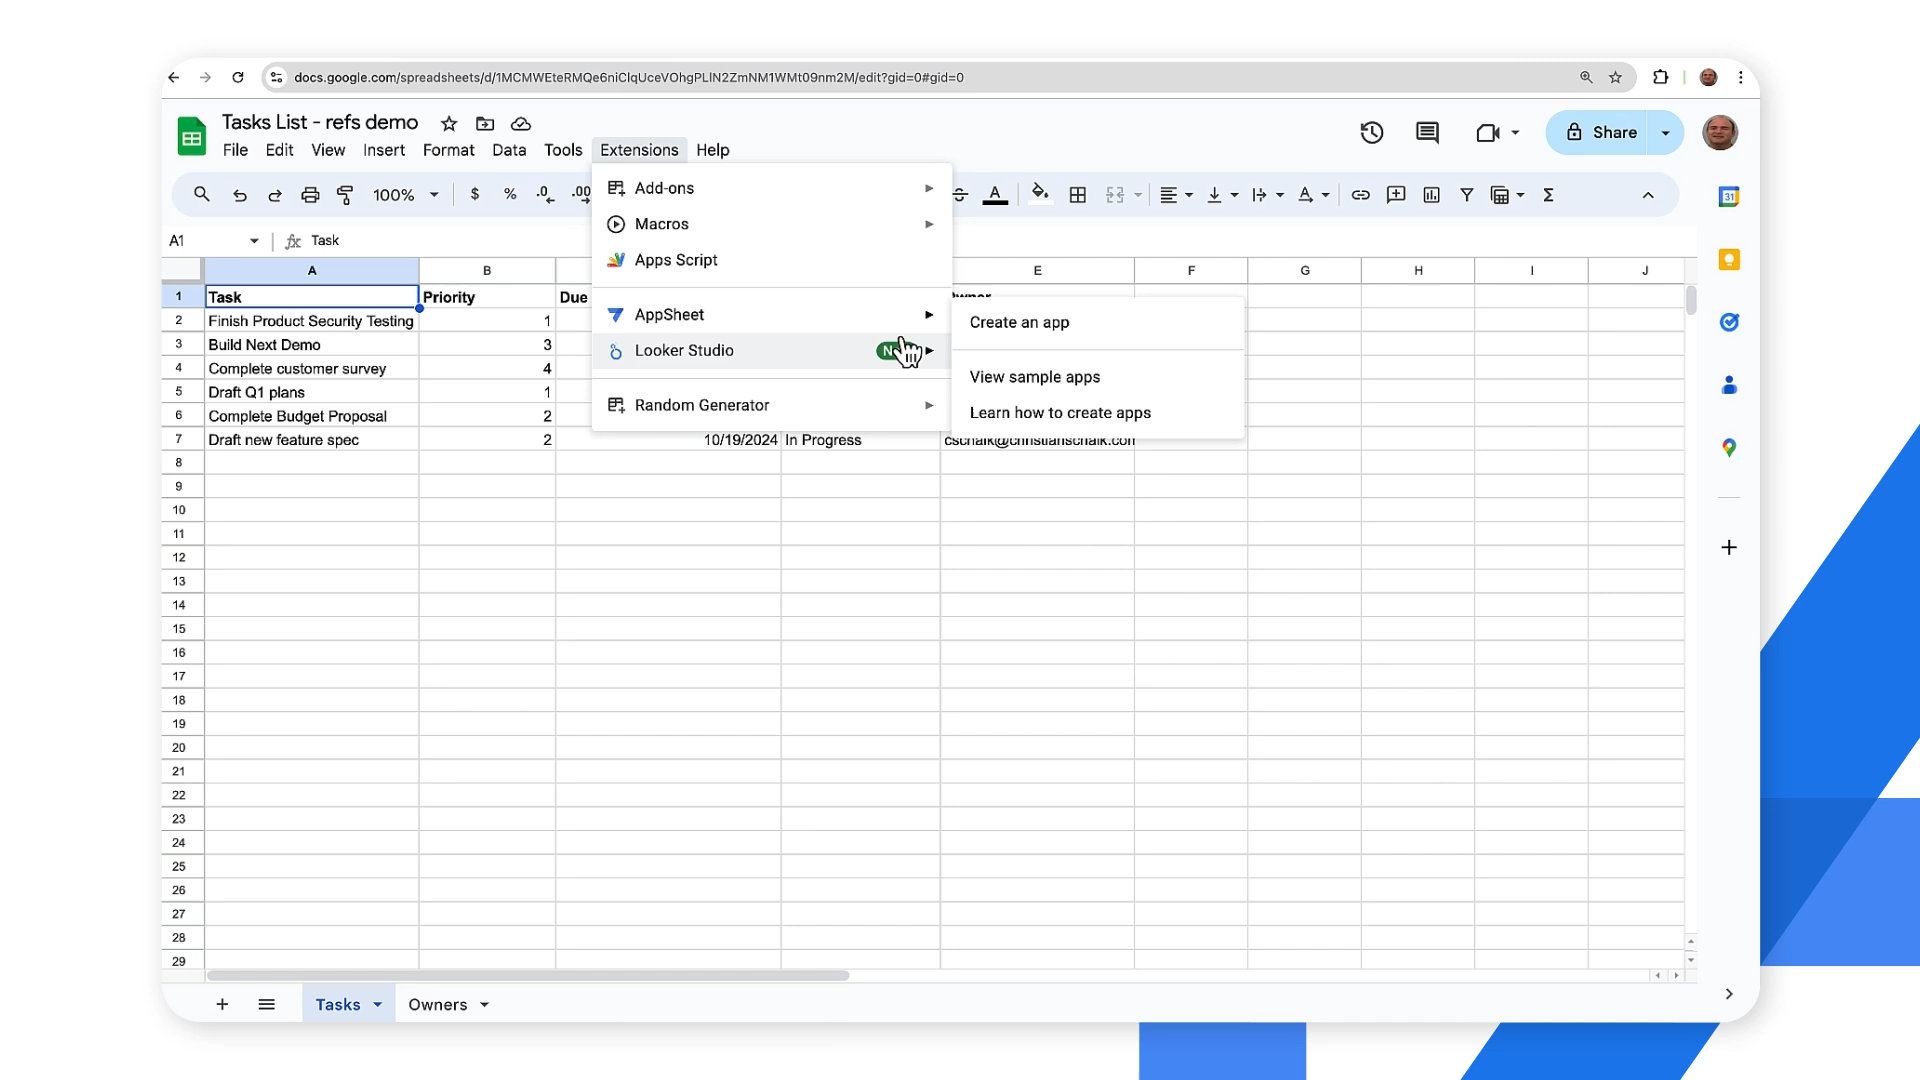 docs.google.com/spreadsheets/d/1MCMWEteRMQe6niClqUceVOhgPLlN2ZmNM1WMt09nm2M/edit?gid=0#gid=0
Tasks List - refs demo
File Edit View Insert Format Data Tools Extensions Help
Share
100% $ % .0 .00
31
A1 Task
A B E F G H I J
1 Task Priority Due
2 Finish Product Security Testing 1
3 Build Next Demo 3
4 Complete customer survey 4
5 Draft Q1 plans 1
6 Complete Budget Proposal 2
7 Draft new feature spec 2 10/19/2024 In Progress cschalk@christianschalk.com
8
9
10
11
12
13
14
15
16
17
18
19
20
21
22
23
24
25
26
27
28
29
Add-ons
Macros
Apps Script
AppSheet
Looker Studio
Random Generator
Create an app
View sample apps
Learn how to create apps
Tasks Owners